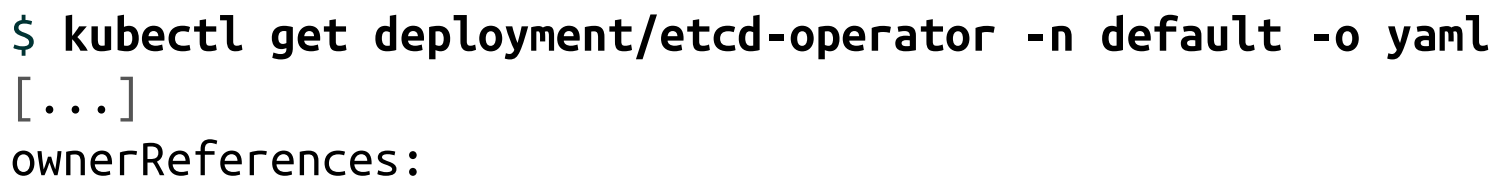 $ kubectl get deployment/etcd-operator -n default -o yaml
[...]
ownerReferences: